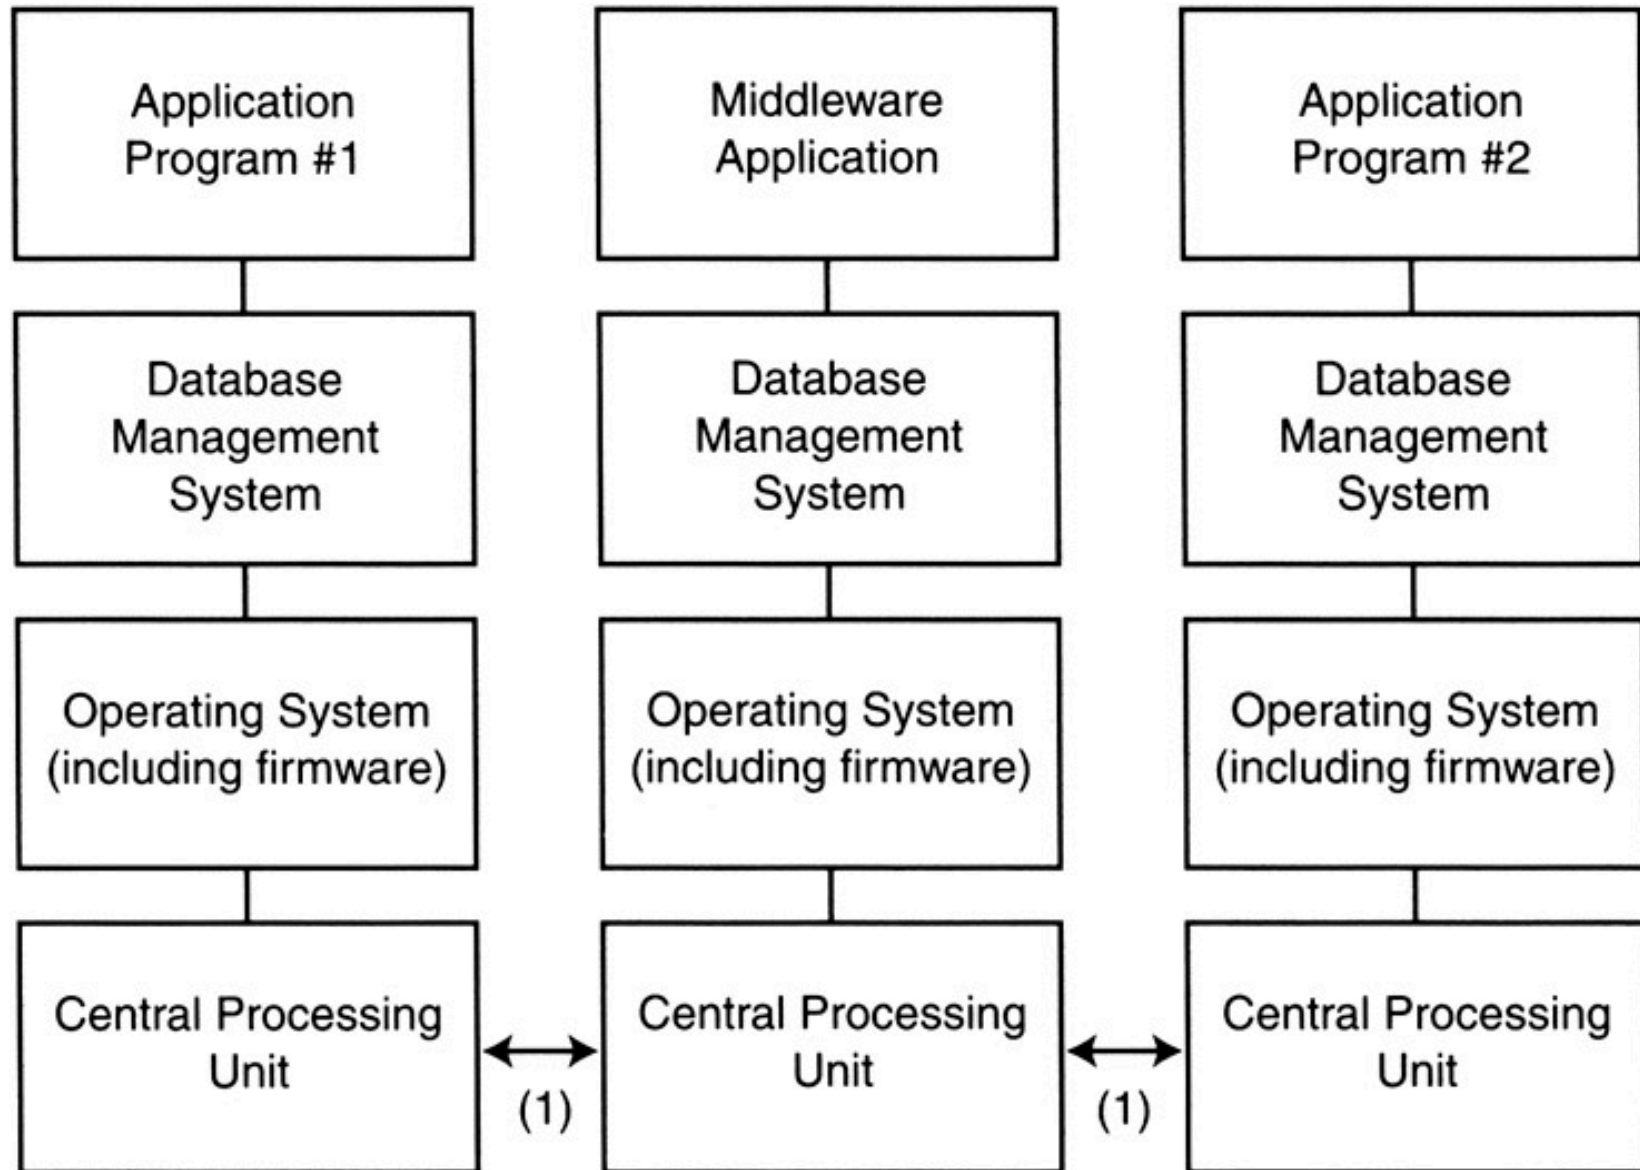 Application
Program #1
Middleware
Application
Application
Program #2
Database
Management
System
Database
Management
System
Database
Management
System
Operating System
(including firmware)
Operating System
(including firmware)
Operating System
(including firmware)
Central Processing
Unit
Central Processing
Unit
Central Processing
Unit
(1)
(1)